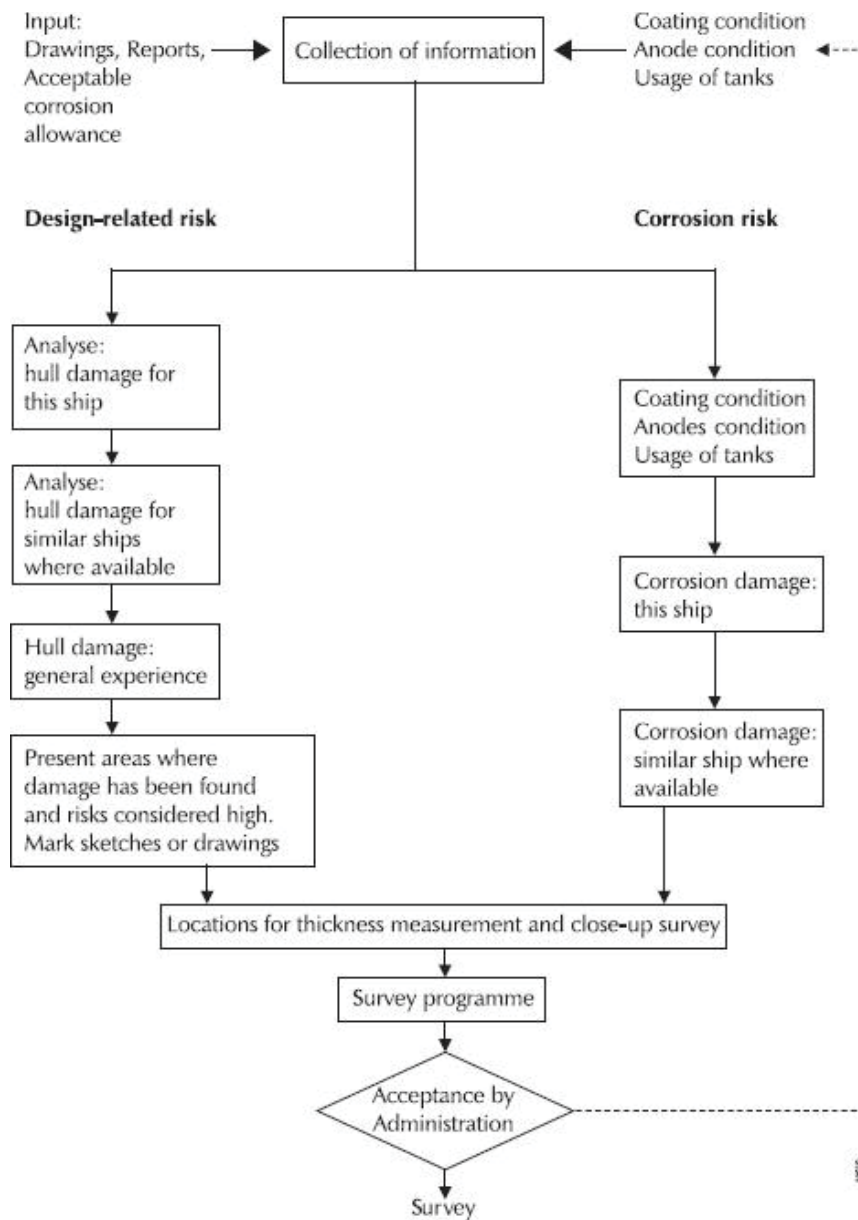 Input:
Drawings, Reports,
Acceptable
corrosion
allowance
Collection of information
Coating condition
Anode condition
Usage of tanks
Design–related risk
Corrosion risk
Analyse:
hull damage for
this ship
Analyse:
hull damage for
similar ships
where available
Hull damage:
general experience
Present areas where
damage has been found
and risks considered high.
Mark sketches or drawings
Coating condition
Anodes condition
Usage of tanks
Corrosion damage:
this ship
Corrosion damage:
similar ship where
available
Locations for thickness measurement and close–up survey
Survey programme
Acceptance by
Administration
Survey